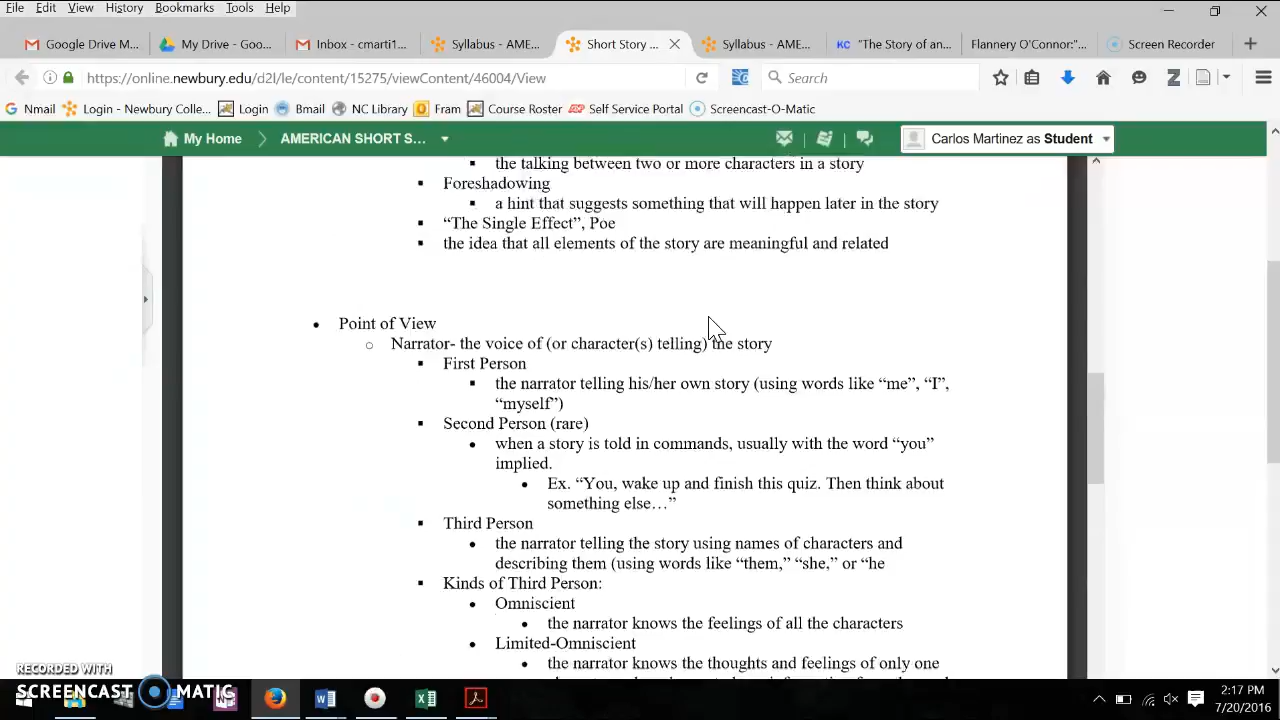 File Edit View History Bookmarks Tools Help
Google Drive M... My Drive - Goo... Inbox - cmarti1... Syllabus - AME... Short Story ... Syllabus - AME... KC "The Story of an... Flannery O'Connor:"... Screen Recorder
https://online.newbury.edu/d2l/le/content/15275/viewContent/46004/View Search
Nmail Login - Newbury Colle... Login Bmail NC Library Fram Course Roster Self Service Portal Screencast-O-Matic
My Home AMERICAN SHORT S... Carlos Martinez as Student
the talking between two or more characters in a story
Foreshadowing
a hint that suggests something that will happen later in the story
“The Single Effect”, Poe
the idea that all elements of the story are meaningful and related
Point of View
Narrator- the voice of (or character(s) telling) the story
First Person
the narrator telling his/her own story (using words like “me”, “I”,
“myself”)
Second Person (rare)
when a story is told in commands, usually with the word “you”
implied.
Ex. “You, wake up and finish this quiz. Then think about
something else…”
Third Person
the narrator telling the story using names of characters and
describing them (using words like “them,” “she,” or “he
Kinds of Third Person:
Omniscient
the narrator knows the feelings of all the characters
Limited-Omniscient
the narrator knows the thoughts and feelings of only one
RECORDED WITH
SCREENCAST MATIC
2:17 PM
7/20/2016